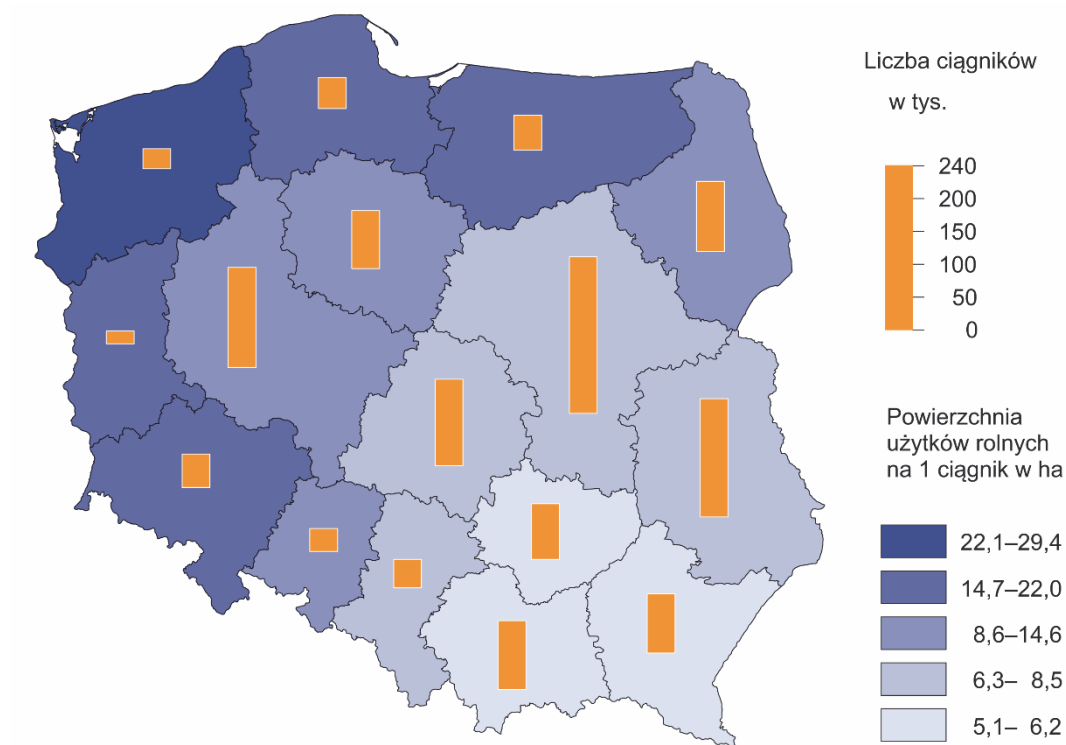 Liczba ciągników
w tys.
240
200
150
100
50
0
Powierzchnia
użytków rolnych
na 1 ciągnik w ha
22,1–29,4
14,7–22,0
8,6–14,6
6,3– 8,5
5,1– 6,2